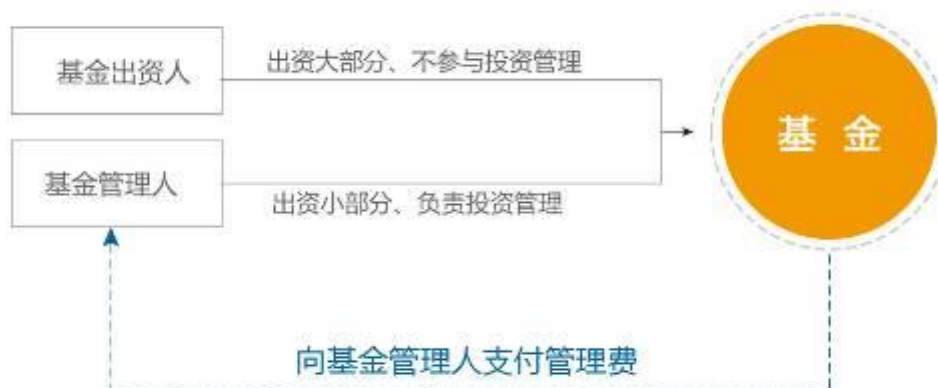 基金出资人
出资大部分、不参与投资管理
基金
基金管理人
出资小部分、负责投资管理
向基金管理人支付管理费